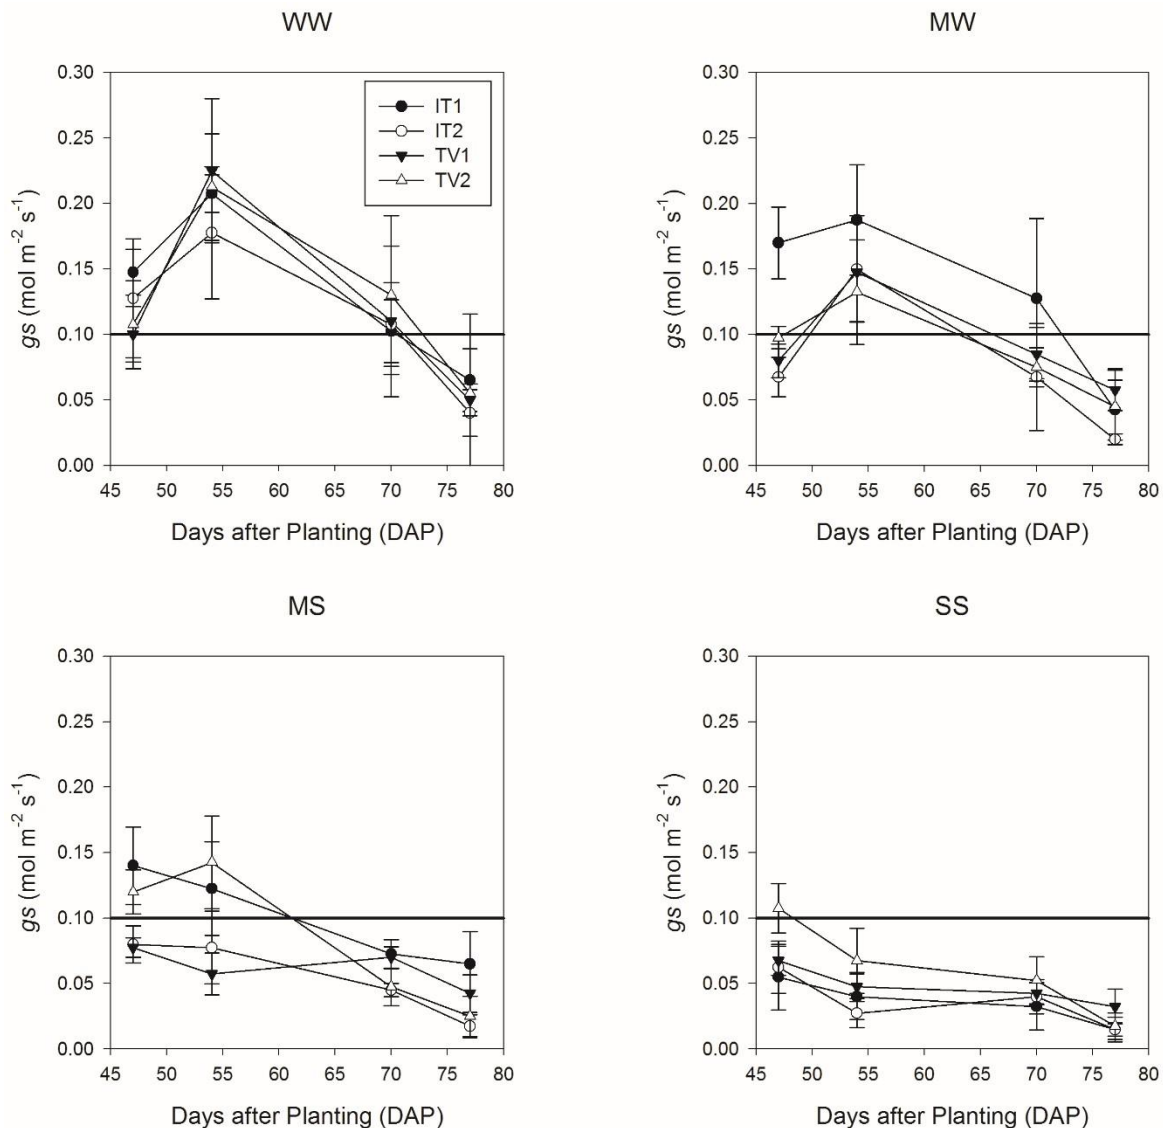 WW
0.30
0.25
0.20
0.15
0.10
0.05
0.00
gs (mol m⁻² s⁻¹)
IT1
IT2
TV1
TV2
45 50 55 60 65 70 75 80
Days after Planting (DAP)
MW
0.30
0.25
0.20
0.15
0.10
0.05
0.00
gs (mol m⁻² s⁻¹)
45 50 55 60 65 70 75 80
Days after Planting (DAP)
MS
0.30
0.25
0.20
0.15
0.10
0.05
0.00
gs (mol m⁻² s⁻¹)
45 50 55 60 65 70 75 80
Days after Planting (DAP)
SS
0.30
0.25
0.20
0.15
0.10
0.05
0.00
gs (mol m⁻² s⁻¹)
45 50 55 60 65 70 75 80
Days after Planting (DAP)